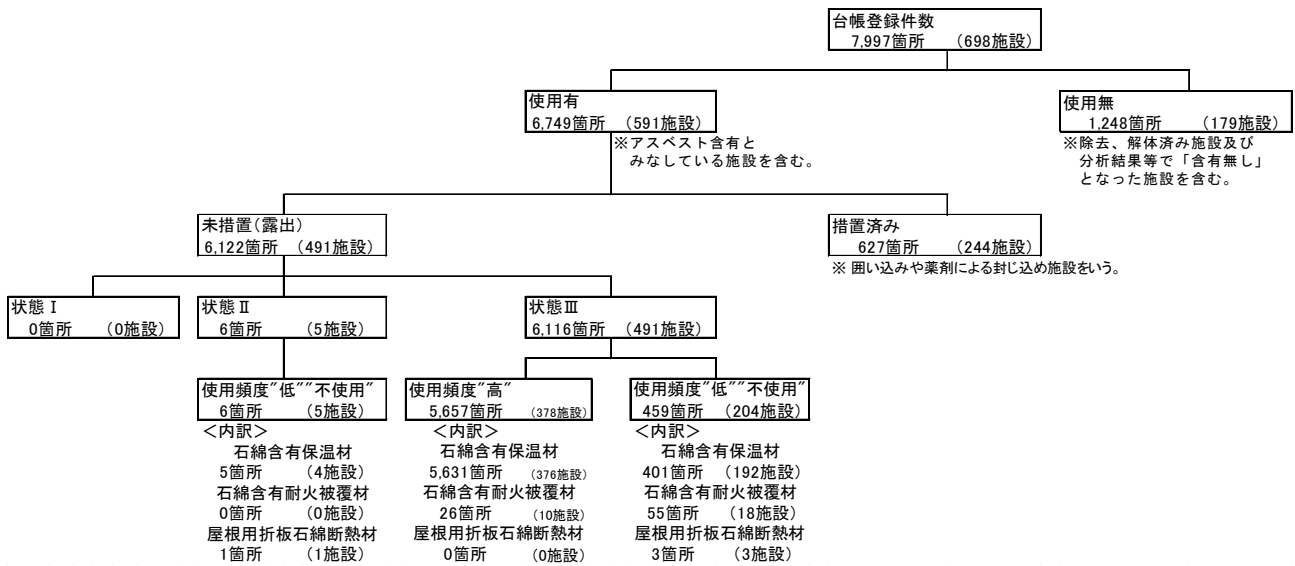 台帳登録件数
7,997箇所 (698施設)
使用有
6,749箇所 (591施設)
※アスベスト含有と
みなしている施設を含む。
使用無
1,248箇所 (179施設)
※除去、解体済み施設及び
分析結果等で「含有無し」
となった施設を含む。
未措置(露出)
6,122箇所 (491施設)
措置済み
627箇所 (244施設)
※ 囲い込みや薬剤による封じ込め施設をいう。
状態Ⅰ
0箇所 (0施設)
状態Ⅱ
6箇所 (5施設)
状態Ⅲ
6,116箇所 (491施設)
使用頻度"低""不使用"
6箇所 (5施設)
<内訳>
石綿含有保温材
5箇所 (4施設)
石綿含有耐火被覆材
0箇所 (0施設)
屋根用折板石綿断熱材
1箇所 (1施設)
使用頻度"高"
5,657箇所 (378施設)
<内訳>
石綿含有保温材
5,631箇所 (376施設)
石綿含有耐火被覆材
26箇所 (10施設)
屋根用折板石綿断熱材
0箇所 (0施設)
使用頻度"低""不使用"
459箇所 (204施設)
<内訳>
石綿含有保温材
401箇所 (192施設)
石綿含有耐火被覆材
55箇所 (18施設)
屋根用折板石綿断熱材
3箇所 (3施設)